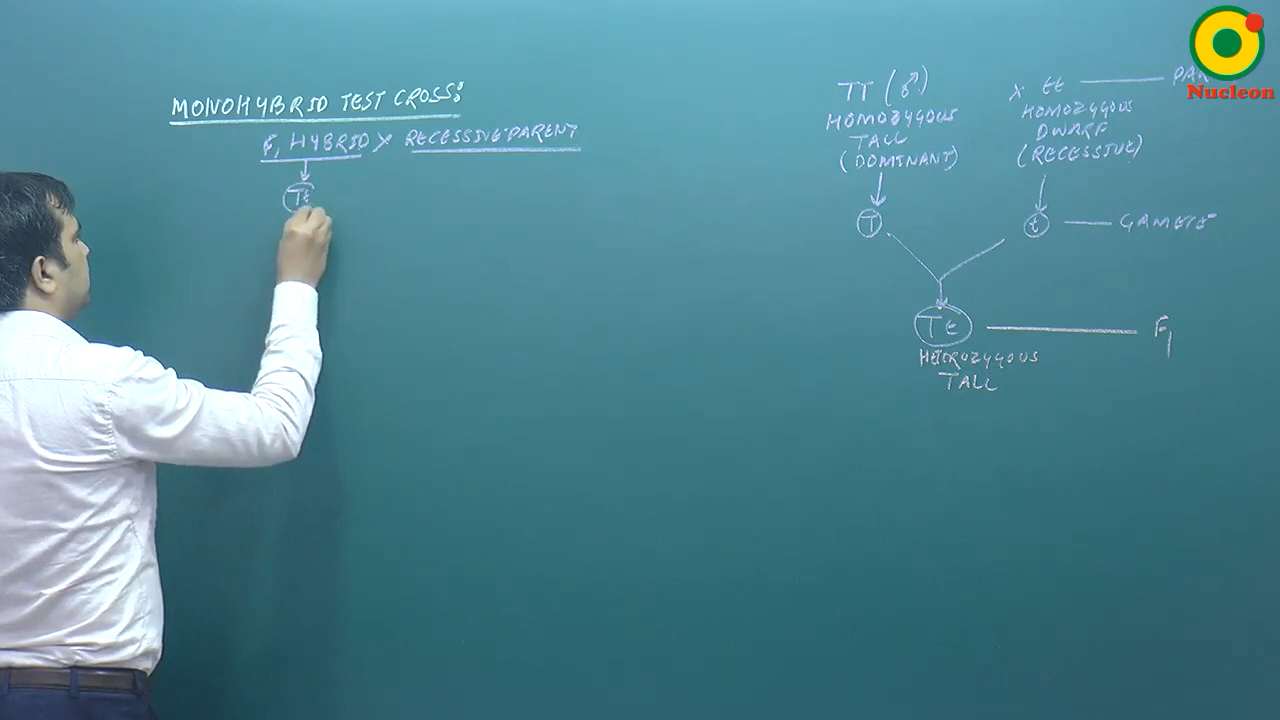 MONOHYBRID TEST CROSS:
F1 HYBRID X RECESSIVE PARENT
Tt
TT (♂) X tt PAR
HOMOZYGOUS TALL (DOMINANT)
HOMOZYGOUS DWARF (RECESSIVE)
T t GAMETE
Tt F1
HETROZYGOUS
TALL
Nucleon